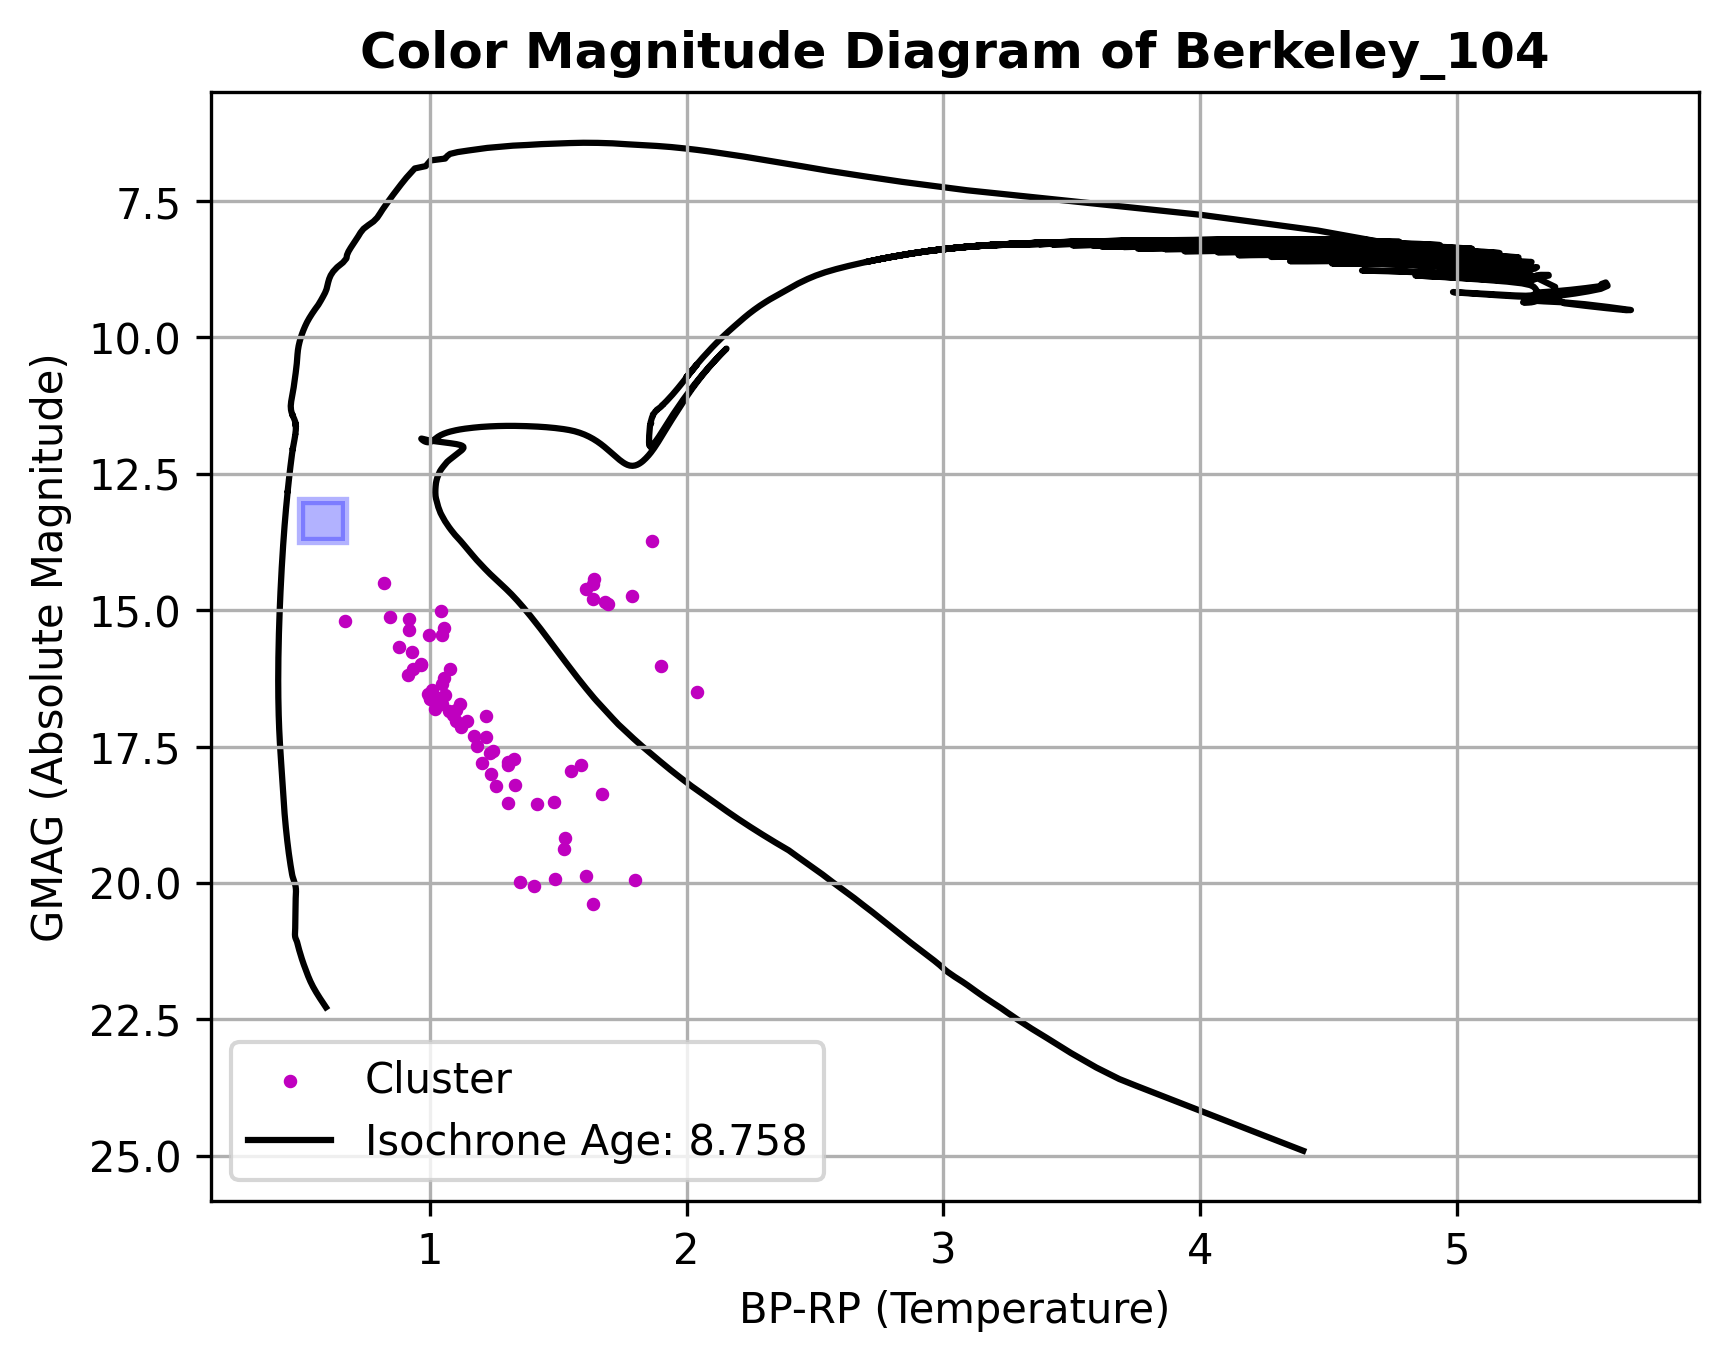 Color Magnitude Diagram of Berkeley_104
GMAG (Absolute Magnitude)
7.5
10.0
12.5
15.0
17.5
20.0
22.5
25.0
Cluster
Isochrone Age: 8.758
1 2 3 4 5
BP-RP (Temperature)